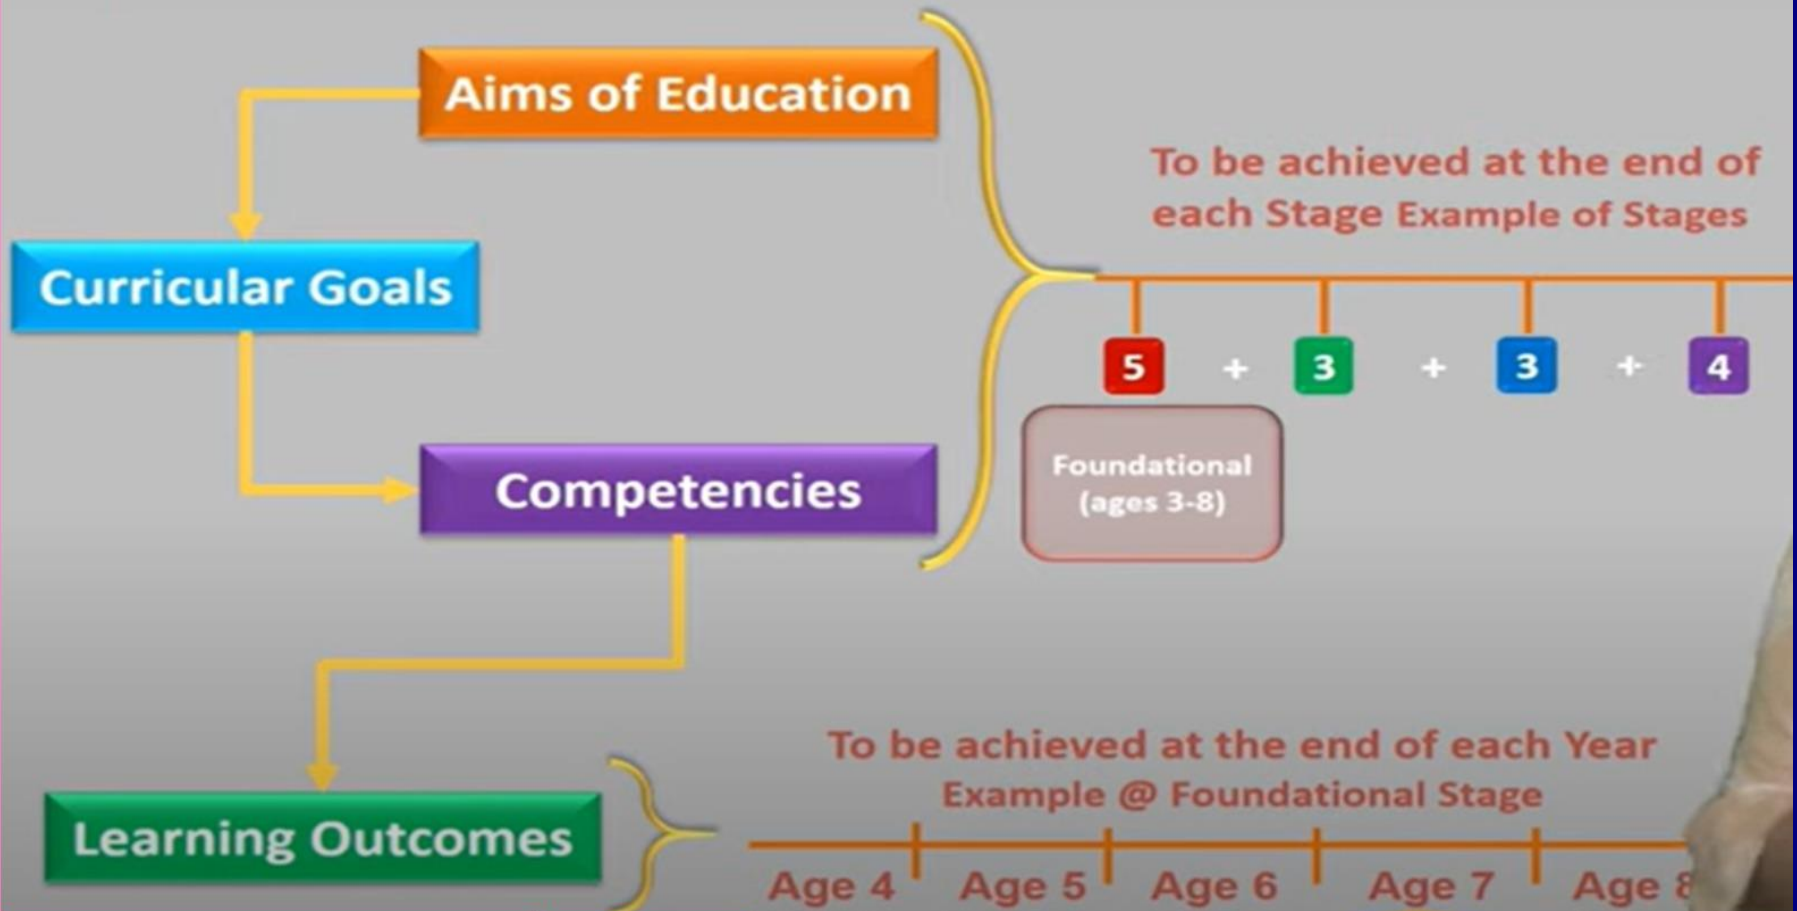 Aims of Education
To be achieved at the end of
each Stage Example of Stages
Curricular Goals
5 + 3 + 3 + 4
Foundational
(ages 3-8)
Competencies
To be achieved at the end of each Year
Example @ Foundational Stage
Learning Outcomes
Age 4 Age 5 Age 6 Age 7 Age 8